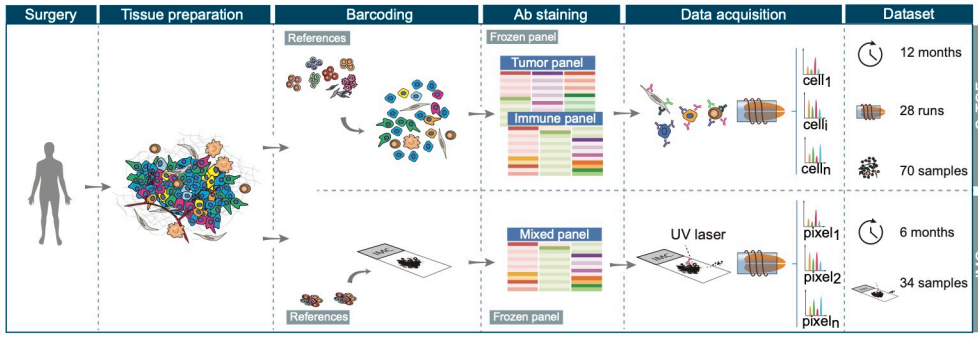 Surgery
Tissue preparation
Barcoding
Ab staining
Data acquisition
Dataset
References
Frozen panel
Tumor panel
Immune panel
cell1
celli
celln
12 months
28 runs
70 samples
IMC
References
Mixed panel
Frozen panel
UV laser
IMC
pixel1
pixel2
pixeln
6 months
34 samples